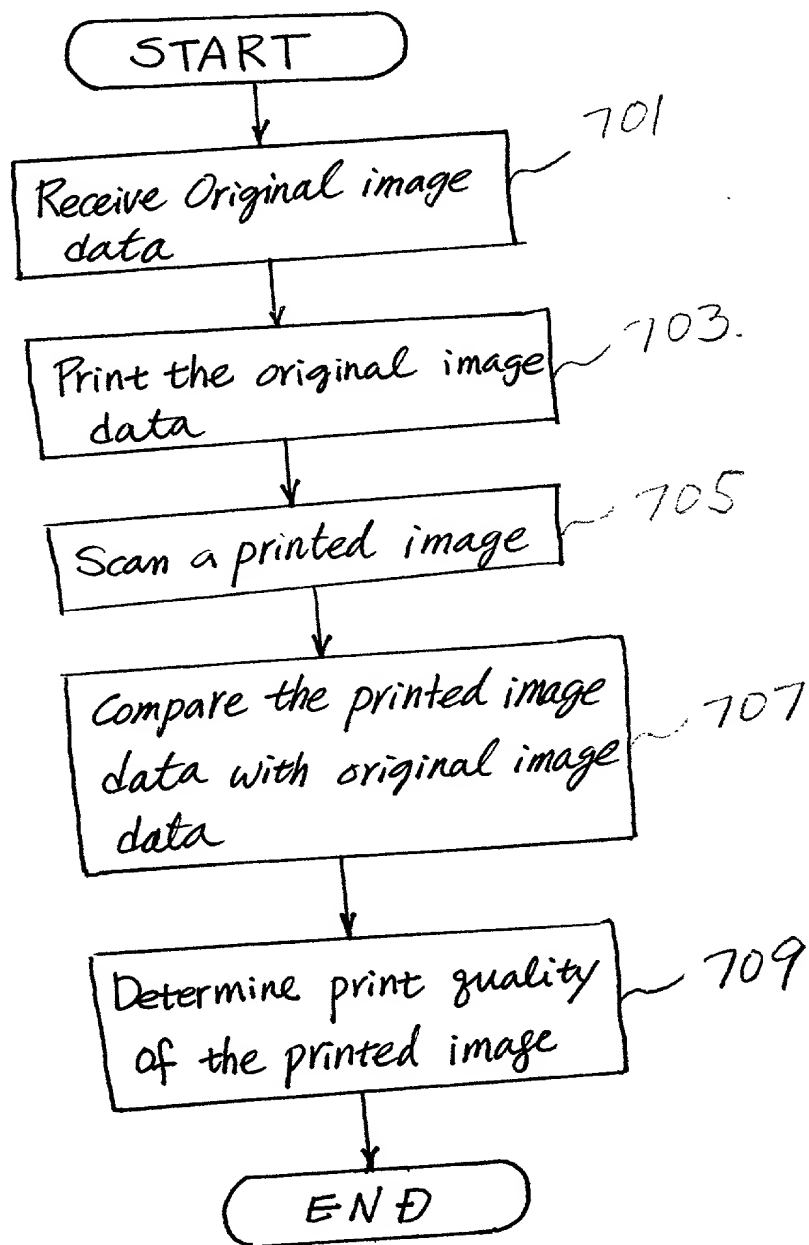 START
701
Receive Original image
data
703.
Print the original image
data
705
Scan a printed image
707
Compare the printed image
data with original image
data
709
Determine print quality
of the printed image
END